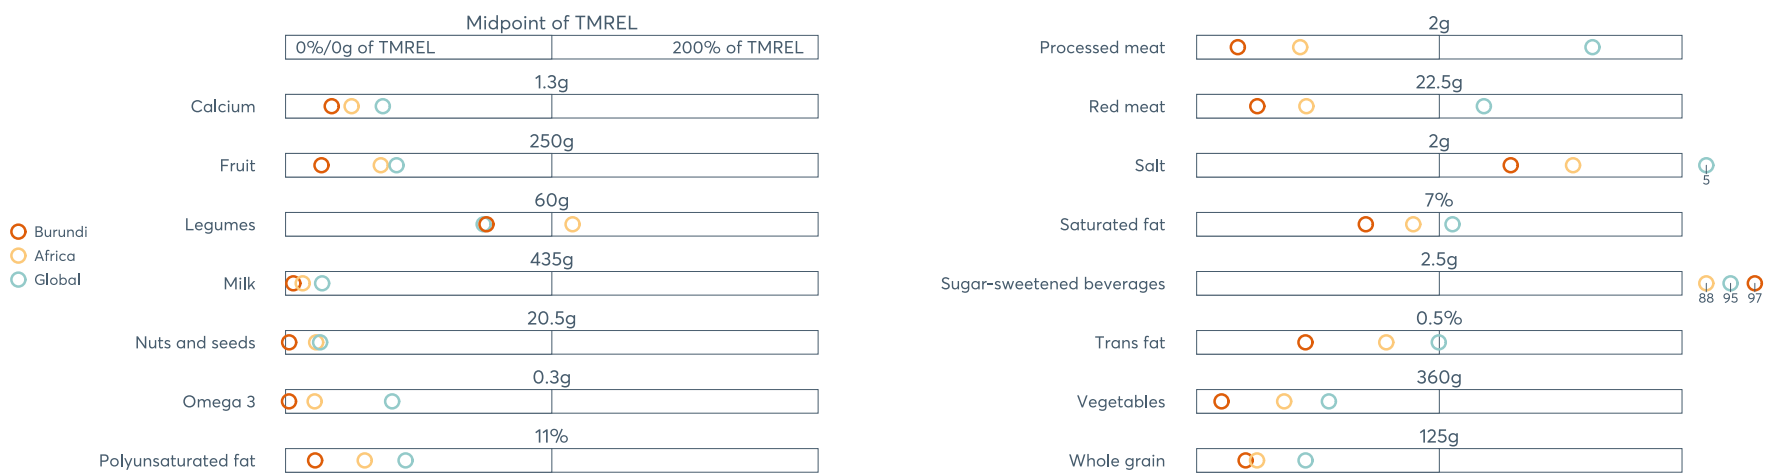 Midpoint of TMREL
0%/0g of TMREL 200% of TMREL
1.3g
Calcium
250g
Fruit
60g
Legumes
435g
Milk
20.5g
Nuts and seeds
0.3g
Omega 3
11%
Polyunsaturated fat
Burundi
Africa
Global
2g
Processed meat
22.5g
Red meat
2g
Salt
5
7%
Saturated fat
2.5g
Sugar-sweetened beverages
88 95 97
0.5%
Trans fat
360g
Vegetables
125g
Whole grain